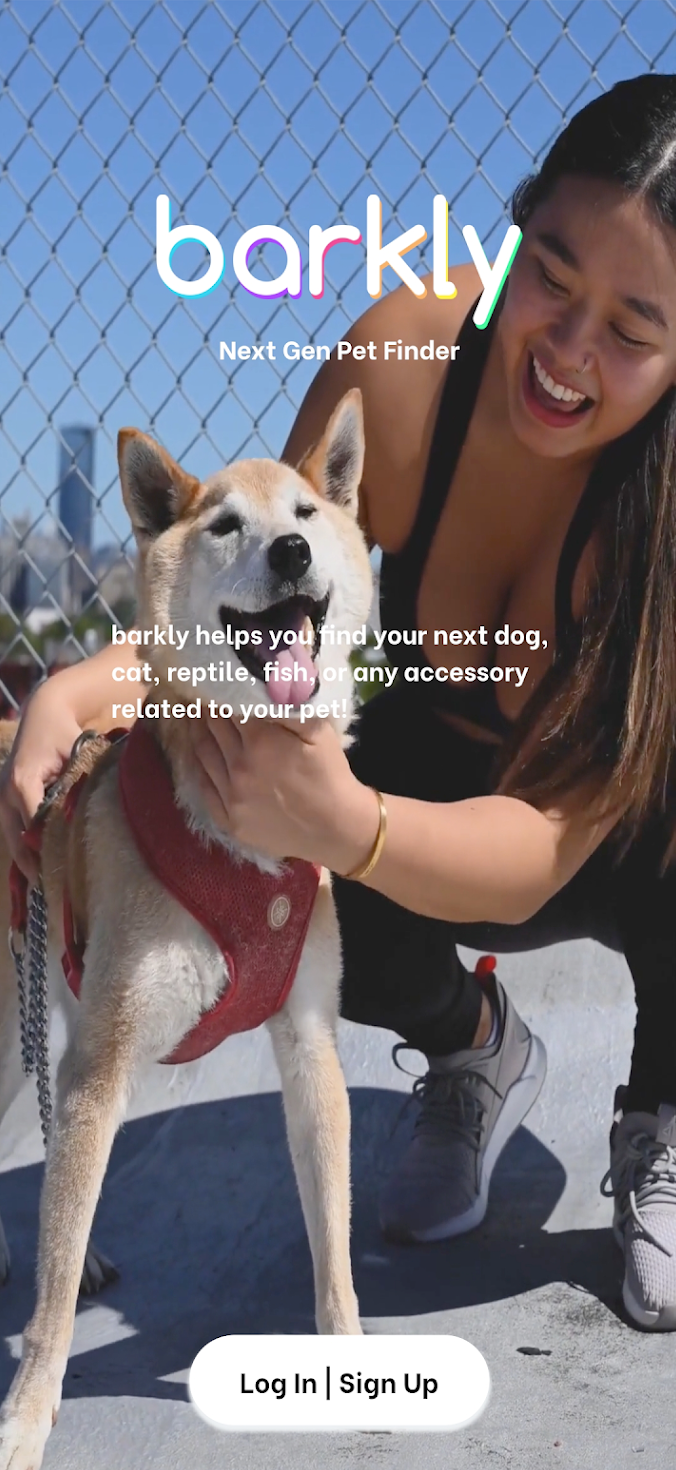 barkly
Next Gen Pet Finder
barkly helps you find your next dog,
cat, reptile, fish, or any accessory
related to your pet!
Log In | Sign Up